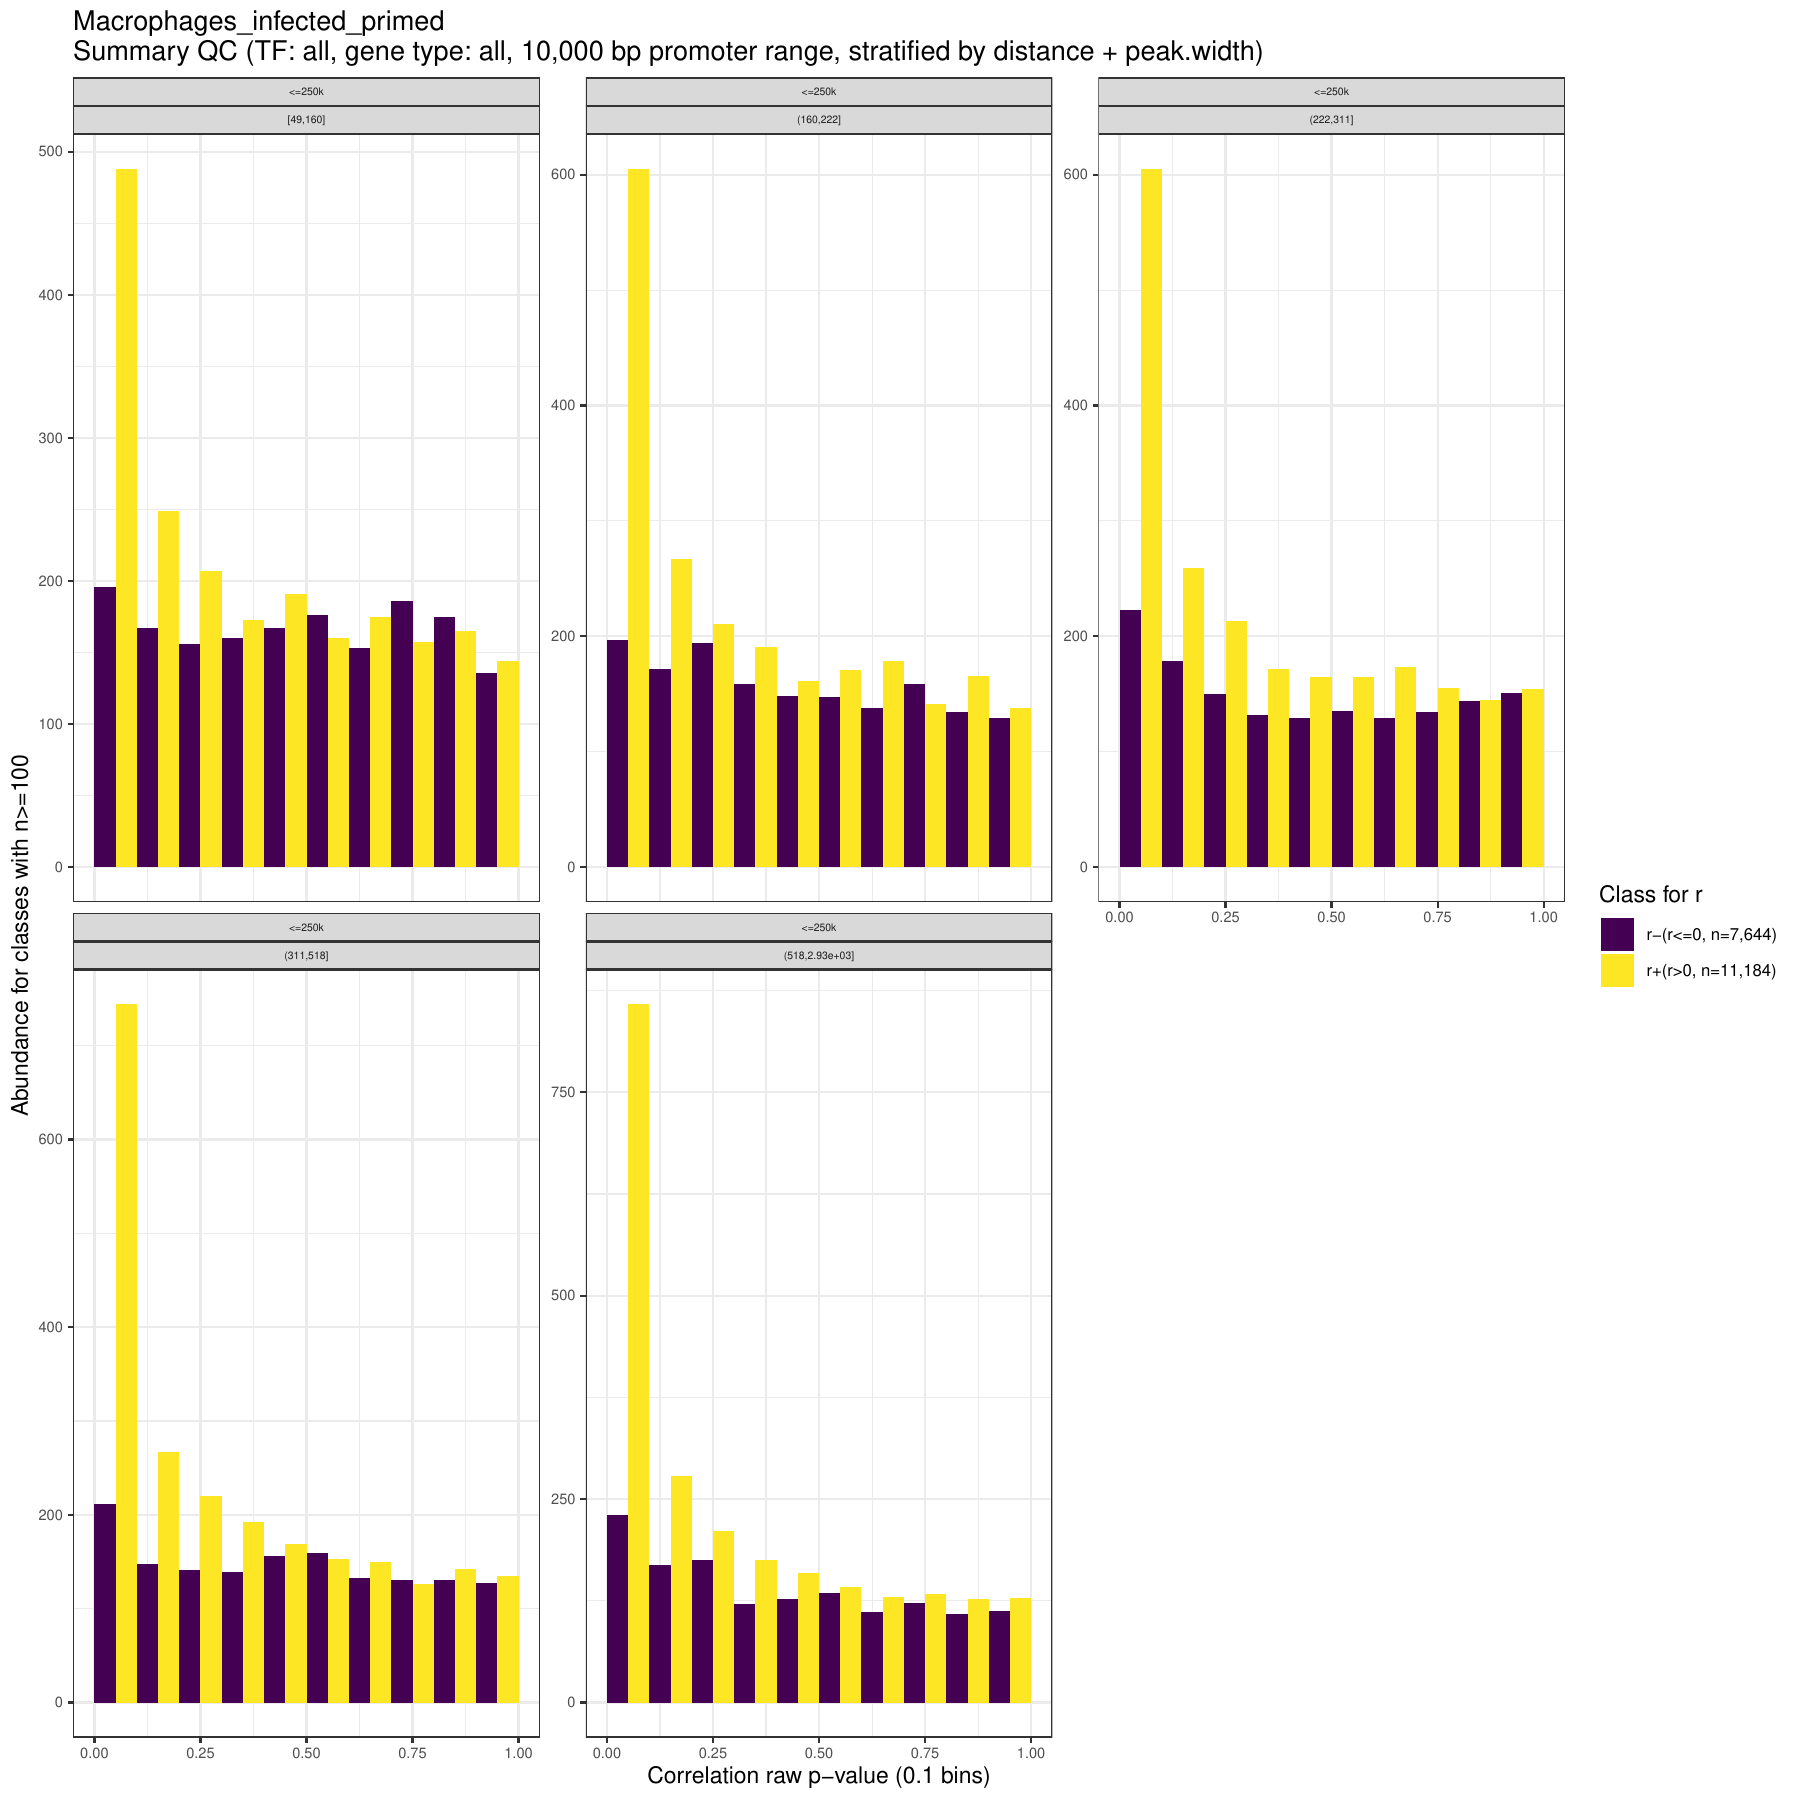 Macrophages_infected_primed
Summary QC (TF: all, gene type: all, 10,000 bp promoter range, stratified by distance + peak.width)
<=250k
[49,160]
500
400
300
200
100
0
<=250k
(160,222]
600
400
200
0
<=250k
(222,311]
600
400
200
0
0.00 0.25 0.50 0.75 1.00
<=250k
(311,518]
600
400
200
0
0.00 0.25 0.50 0.75 1.00
<=250k
(518,2.93e+03]
750
500
250
0
0.00 0.25 0.50 0.75 1.00
Correlation raw p−value (0.1 bins)
Abundance for classes with n>=100
Class for r
r−(r<=0, n=7,644)
r+(r>0, n=11,184)